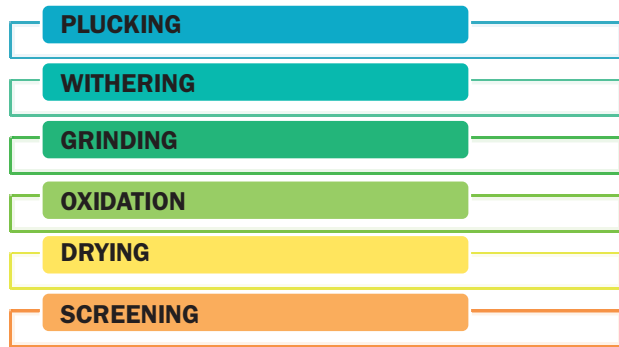 PLUCKING
WITHERING
GRINDING
OXIDATION
DRYING
SCREENING